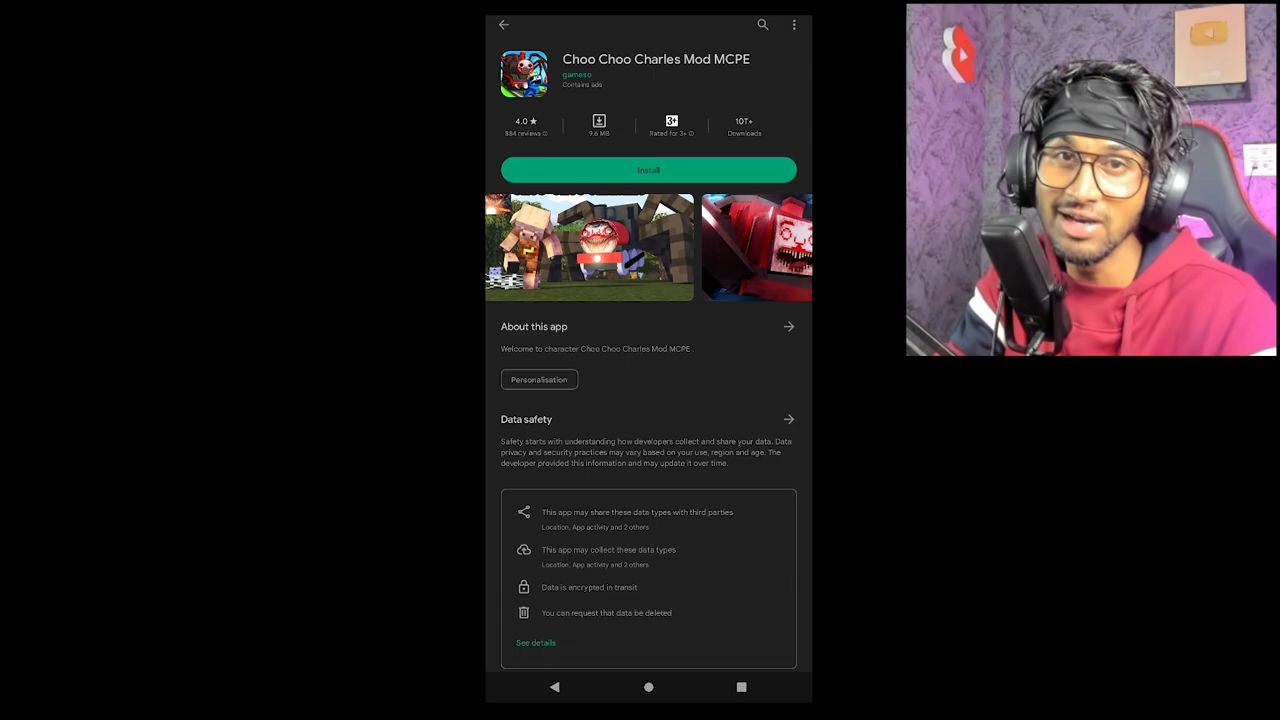 Choo Choo Charles Mod MCPE
gameso
Contains ads
4.0 ★
884 reviews
9.6 MB
3+
Rated for 3+
10T+
Downloads
Install
About this app
Welcome to character Choo Choo Charles Mod MCPE .
Personalisation
Data safety
Safety starts with understanding how developers collect and share your data. Data
privacy and security practices may vary based on your use, region and age. The
developer provided this information and may update it over time.
This app may share these data types with third parties
Location, App activity and 2 others
This app may collect these data types
Location, App activity and 2 others
Data is encrypted in transit
You can request that data be deleted
See details